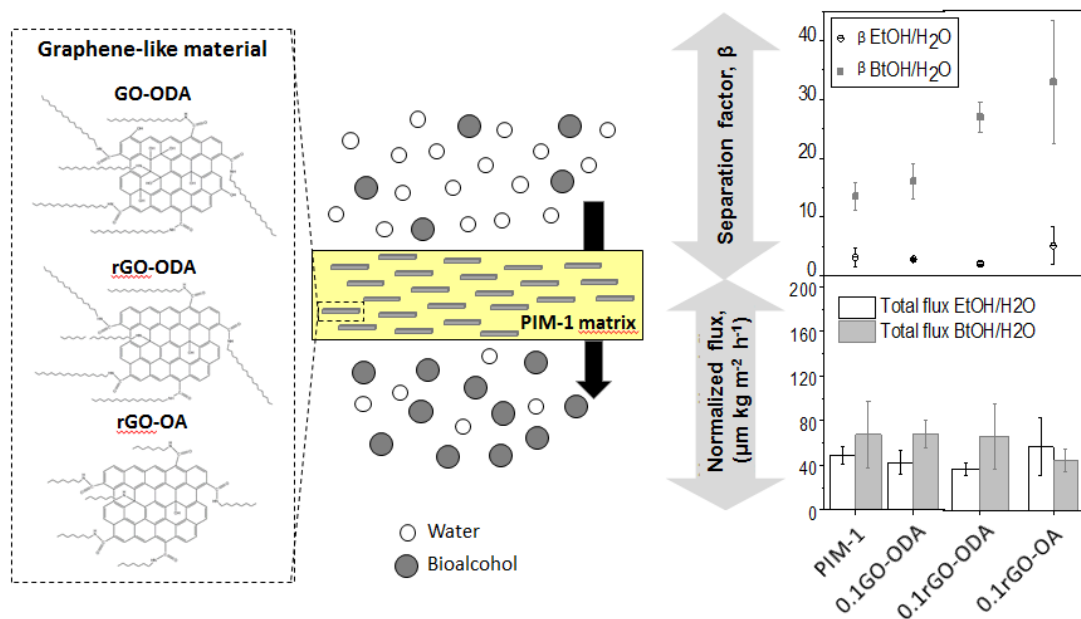 Graphene-like material
GO-ODA
rGO-ODA
rGO-OA
PIM-1 matrix
Water
Bioalcohol
Separation factor, β
Normalized flux,
(μm kg m⁻² h⁻¹)
40
30
20
10
0
β EtOH/H₂O
β BtOH/H₂O
200
160
120
80
40
0
Total flux EtOH/H2O
Total flux BtOH/H2O
PIM-1
0.1GO-ODA
0.1rGO-ODA
0.1rGO-OA